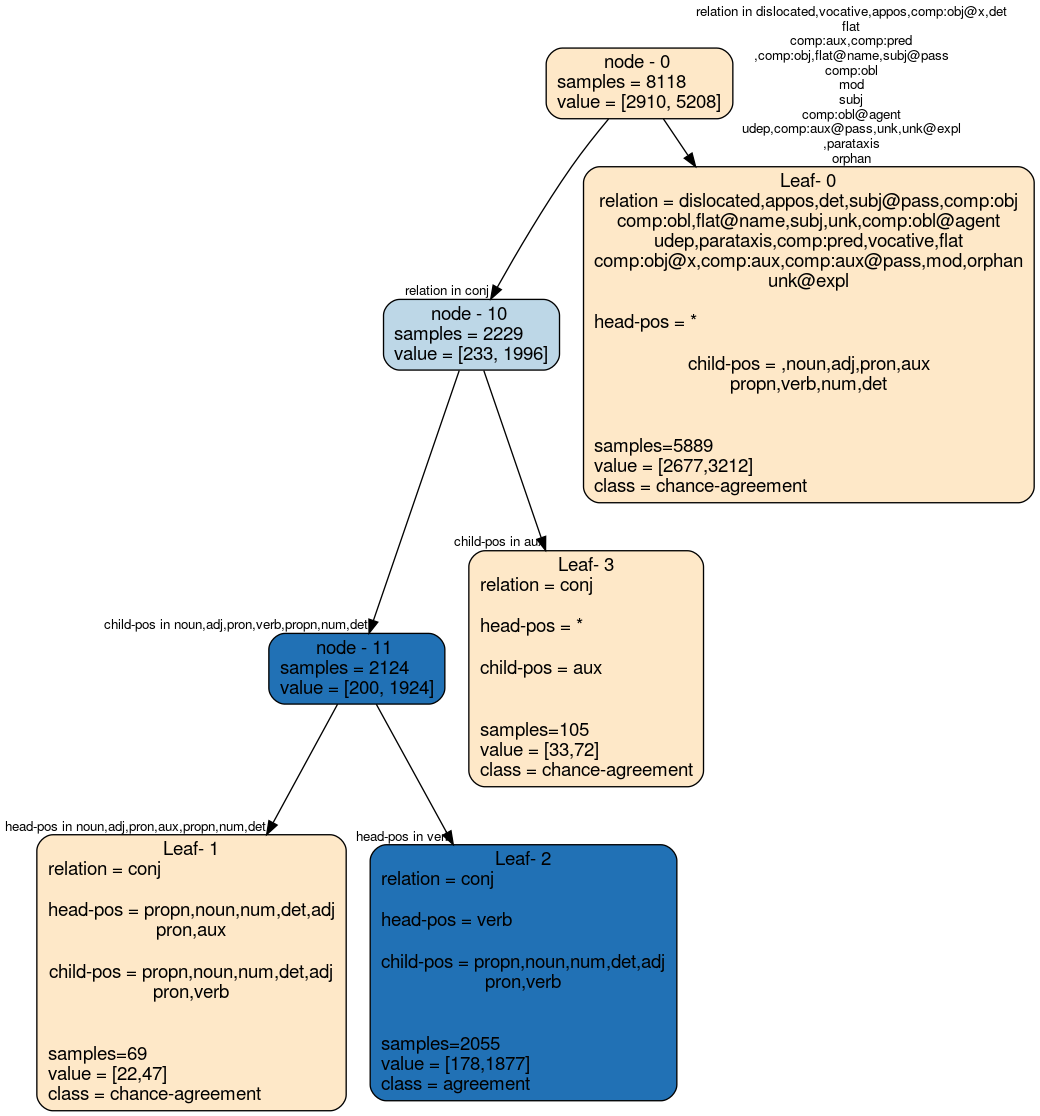 relation in dislocated,vocative,appos,comp:obj@x,det
flat
comp:aux,comp:pred
,comp:obj,flat@name,subj@pass
comp:obl
mod
subj
comp:obl@agent
udep,comp:aux@pass,unk,unk@expl
,parataxis
orphan
node - 0
samples = 8118
value = [2910, 5208]
Leaf- 0
relation = dislocated,appos,det,subj@pass,comp:obj
comp:obl,flat@name,subj,unk,comp:obl@agent
udep,parataxis,comp:pred,vocative,flat
comp:obj@x,comp:aux,comp:aux@pass,mod,orphan
unk@expl
head-pos = *
child-pos = ,noun,adj,pron,aux
propn,verb,num,det
samples=5889
value = [2677,3212]
class = chance-agreement
relation in conj
node - 10
samples = 2229
value = [233, 1996]
child-pos in aux
Leaf- 3
relation = conj
head-pos = *
child-pos = aux
samples=105
value = [33,72]
class = chance-agreement
child-pos in noun,adj,pron,verb,propn,num,det
node - 11
samples = 2124
value = [200, 1924]
head-pos in noun,adj,pron,aux,propn,num,det
Leaf- 1
relation = conj
head-pos = propn,noun,num,det,adj
pron,aux
child-pos = propn,noun,num,det,adj
pron,verb
samples=69
value = [22,47]
class = chance-agreement
head-pos in verb
Leaf- 2
relation = conj
head-pos = verb
child-pos = propn,noun,num,det,adj
pron,verb
samples=2055
value = [178,1877]
class = agreement